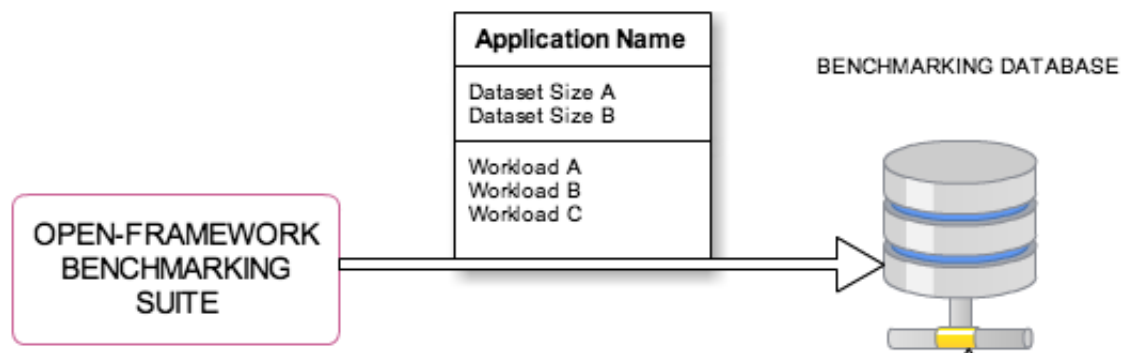 Application Name
Dataset Size A
Dataset Size B
Workload A
Workload B
Workload C
BENCHMARKING DATABASE
OPEN-FRAMEWORK
BENCHMARKING
SUITE